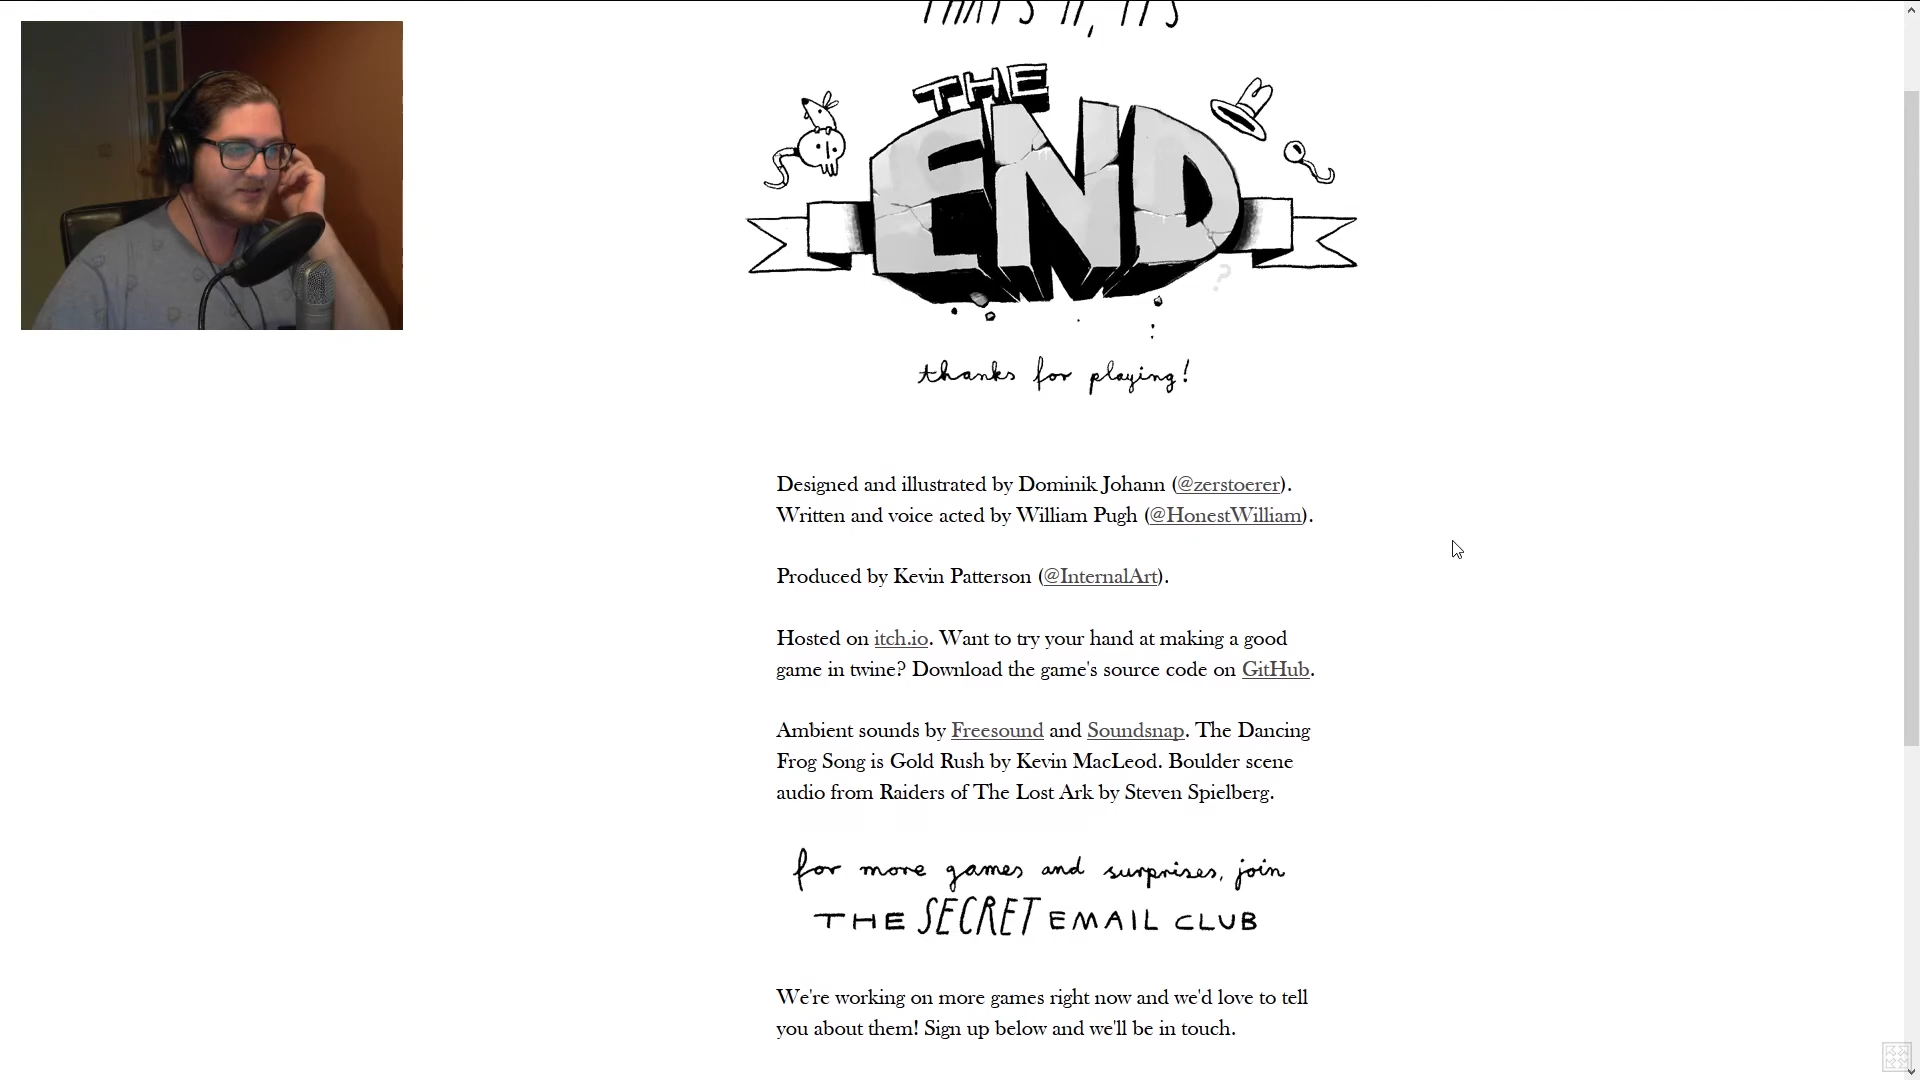 THAT'S IT, IT'S
THE
END
?
thanks for playing!
Designed and illustrated by Dominik Johann (@zerstoerer).
Written and voice acted by William Pugh (@HonestWilliam).
Produced by Kevin Patterson (@InternalArt).
Hosted on itch.io. Want to try your hand at making a good
game in twine? Download the game's source code on GitHub.
Ambient sounds by Freesound and Soundsnap. The Dancing
Frog Song is Gold Rush by Kevin MacLeod. Boulder scene
audio from Raiders of The Lost Ark by Steven Spielberg.
for more games and surprises, join
THE SECRET EMAIL CLUB
We're working on more games right now and we'd love to tell
you about them! Sign up below and we'll be in touch.